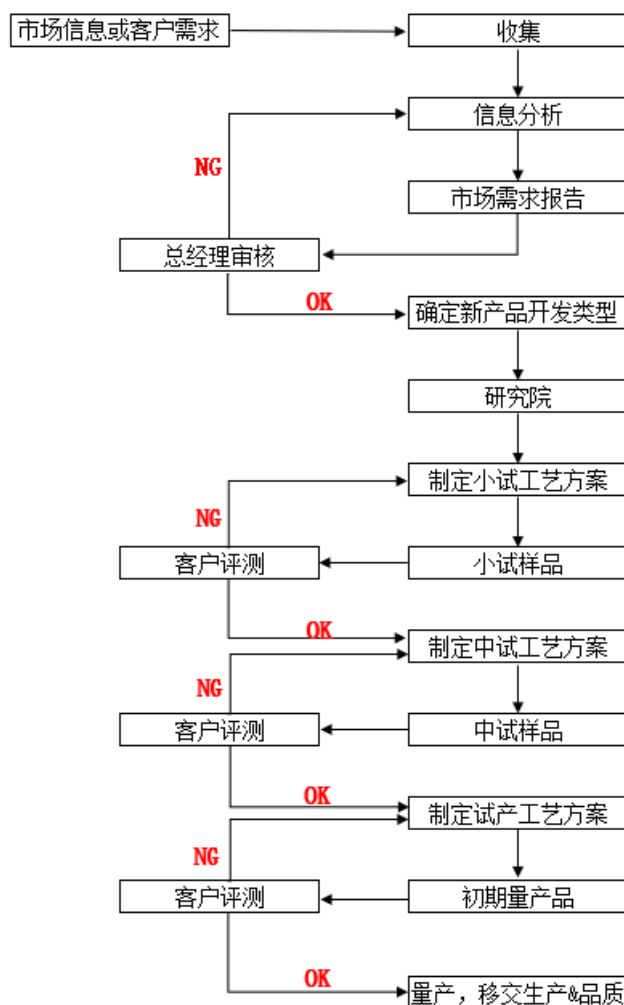 市场信息或客户需求
收集
信息分析
NG
市场需求报告
总经理审核
OK
确定新产品开发类型
研究院
制定小试工艺方案
NG
客户评测
小试样品
OK
制定中试工艺方案
NG
客户评测
中试样品
OK
制定试产工艺方案
NG
客户评测
初期量产品
OK
量产，移交生产&品质